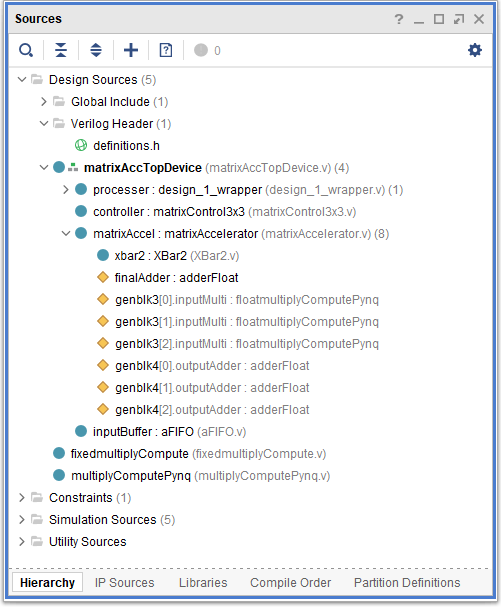 Sources
0
Design Sources (5)
Global Include (1)
Verilog Header (1)
definitions.h
matrixAccTopDevice (matrixAccTopDevice.v) (4)
processer : design_1_wrapper (design_1_wrapper.v) (1)
controller : matrixControl3x3 (matrixControl3x3.v)
matrixAccel : matrixAccelerator (matrixAccelerator.v) (8)
xbar2 : XBar2 (XBar2.v)
finalAdder : adderFloat
genblk3[0].inputMulti : floatmultiplyComputePynq
genblk3[1].inputMulti : floatmultiplyComputePynq
genblk3[2].inputMulti : floatmultiplyComputePynq
genblk4[0].outputAdder : adderFloat
genblk4[1].outputAdder : adderFloat
genblk4[2].outputAdder : adderFloat
inputBuffer : aFIFO (aFIFO.v)
fixedmultiplyCompute (fixedmultiplyCompute.v)
multiplyComputePynq (multiplyComputePynq.v)
Constraints (1)
Simulation Sources (5)
Utility Sources
Hierarchy IP Sources Libraries Compile Order Partition Definitions